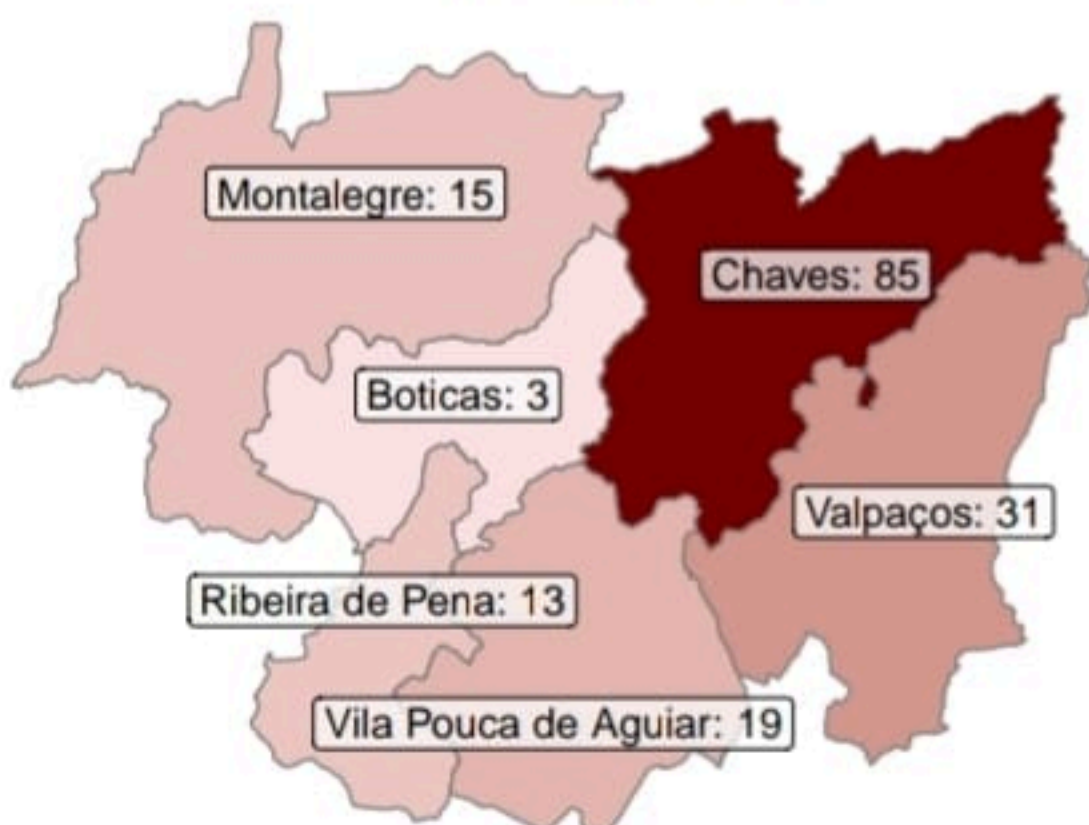 Montalegre: 15
Chaves: 85
Boticas: 3
Valpaços: 31
Ribeira de Pena: 13
Vila Pouca de Aguiar: 19